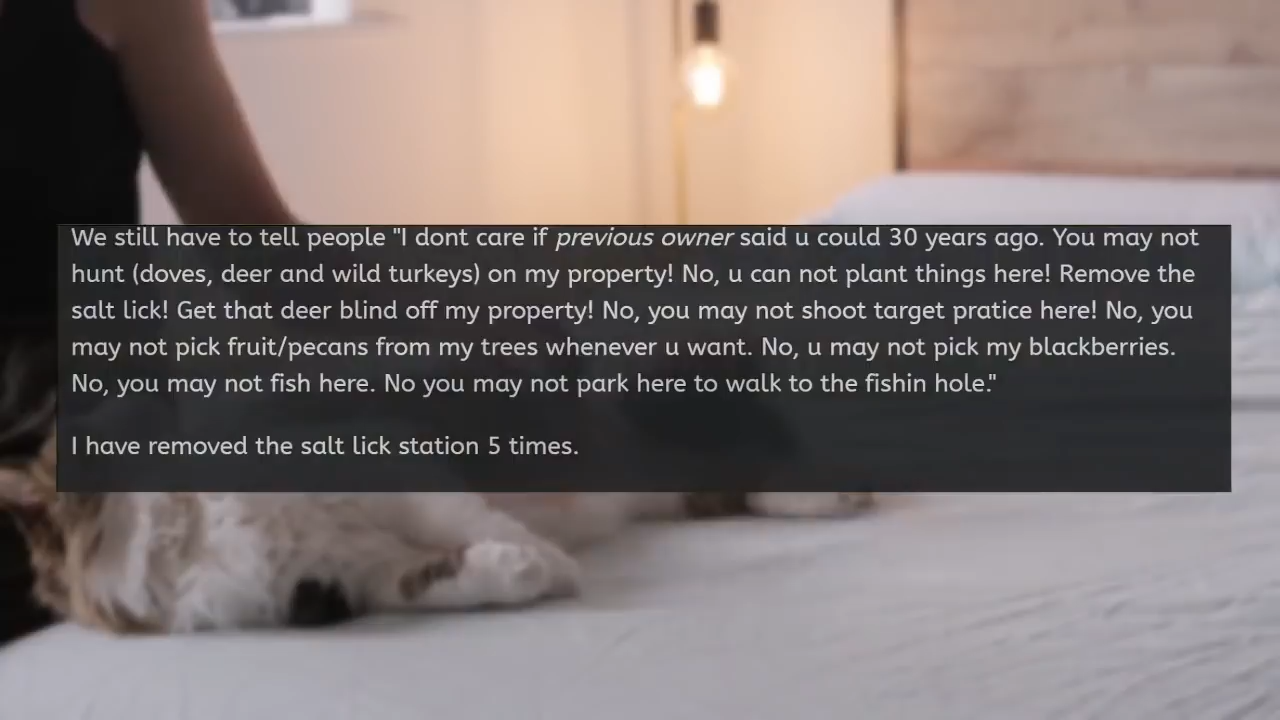 We still have to tell people "I dont care if previous owner said u could 30 years ago. You may not
hunt (doves, deer and wild turkeys) on my property! No, u can not plant things here! Remove the
salt lick! Get that deer blind off my property! No, you may not shoot target pratice here! No, you
may not pick fruit/pecans from my trees whenever u want. No, u may not pick my blackberries.
No, you may not fish here. No you may not park here to walk to the fishin hole."
I have removed the salt lick station 5 times.